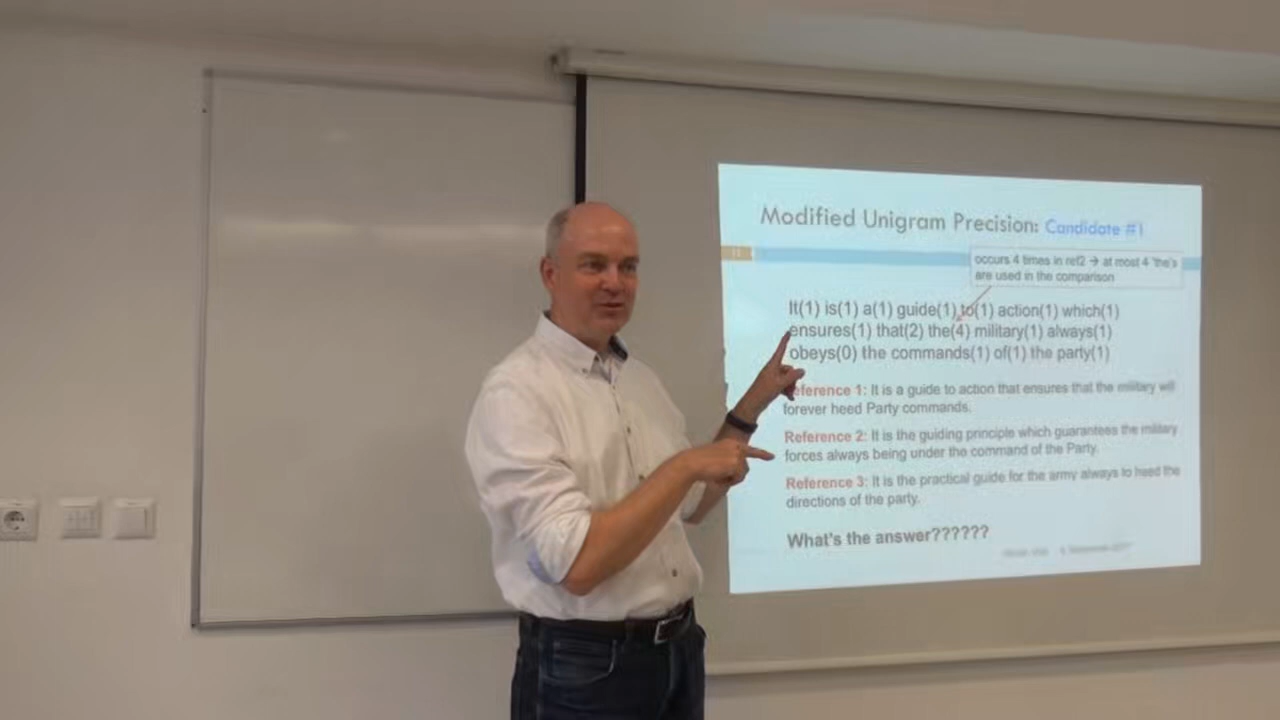 Modified Unigram Precision: Candidate #1
11
occurs 4 times in ref2 → at most 4 'the's
are used in the comparison
It(1) is(1) a(1) guide(1) to(1) action(1) which(1)
ensures(1) that(2) the(4) military(1) always(1)
obeys(0) the commands(1) of(1) the party(1)
eference 1: It is a guide to action that ensures that the military will
forever heed Party commands.
Reference 2: It is the guiding principle which guarantees the military
forces always being under the command of the Party.
Reference 3: It is the practical guide for the army always to heed the
directions of the party.
What's the answer??????